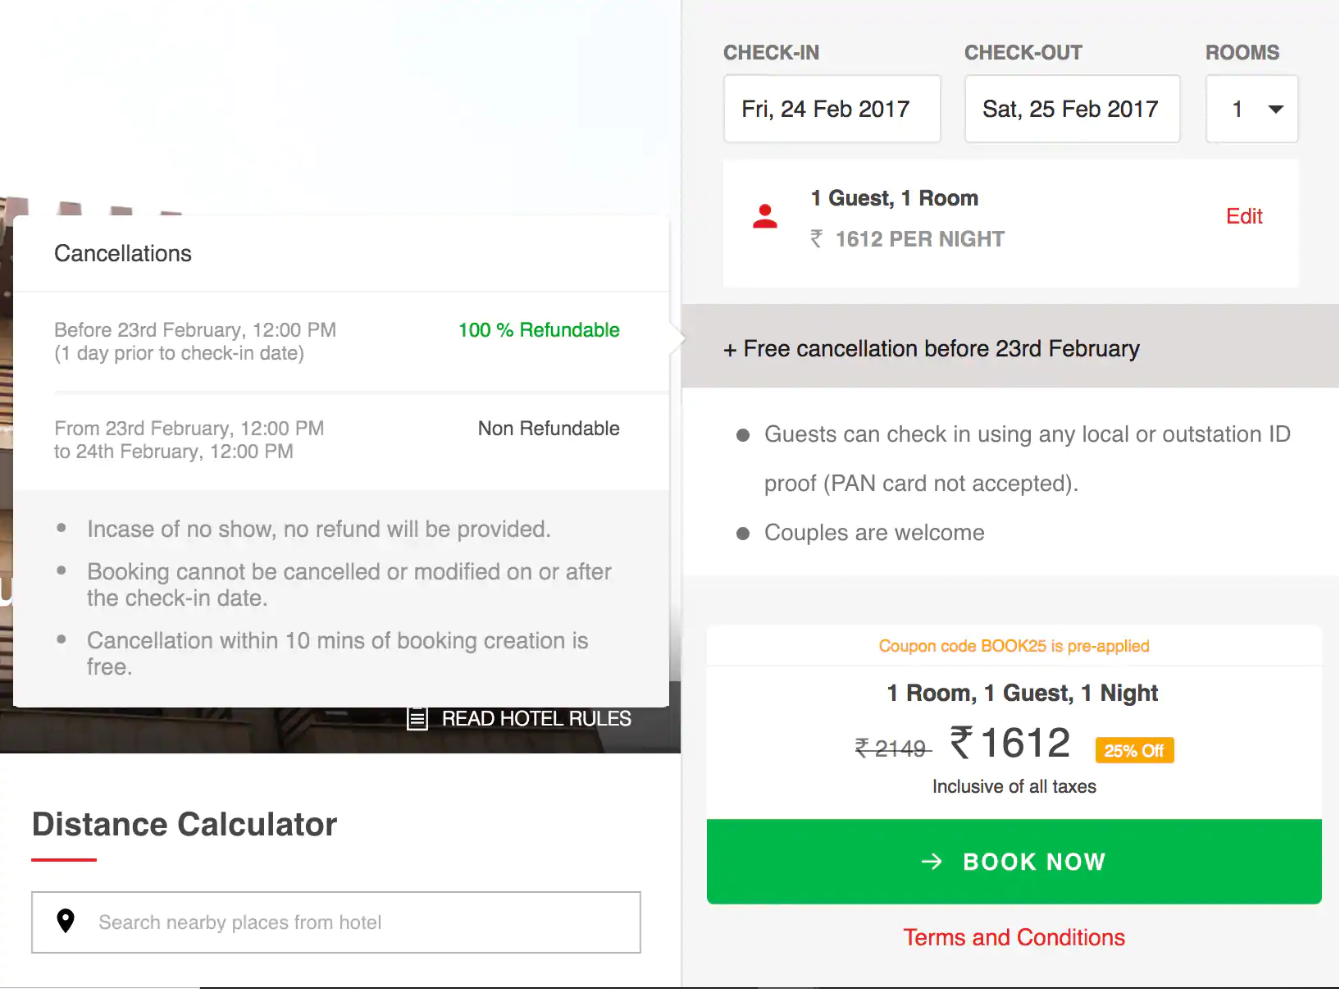 Cancellations
Before 23rd February, 12:00 PM
(1 day prior to check-in date)
100 % Refundable
From 23rd February, 12:00 PM
to 24th February, 12:00 PM
Non Refundable
Incase of no show, no refund will be provided.
Booking cannot be cancelled or modified on or after
the check-in date.
Cancellation within 10 mins of booking creation is
free.
READ HOTEL RULES
Distance Calculator
Search nearby places from hotel
CHECK-IN
CHECK-OUT
ROOMS
Fri, 24 Feb 2017
Sat, 25 Feb 2017
1
1 Guest, 1 Room
₹ 1612 PER NIGHT
Edit
+ Free cancellation before 23rd February
Guests can check in using any local or outstation ID
proof (PAN card not accepted).
Couples are welcome
Coupon code BOOK25 is pre-applied
1 Room, 1 Guest, 1 Night
₹ 2149 ₹ 1612 25% Off
Inclusive of all taxes
→ BOOK NOW
Terms and Conditions